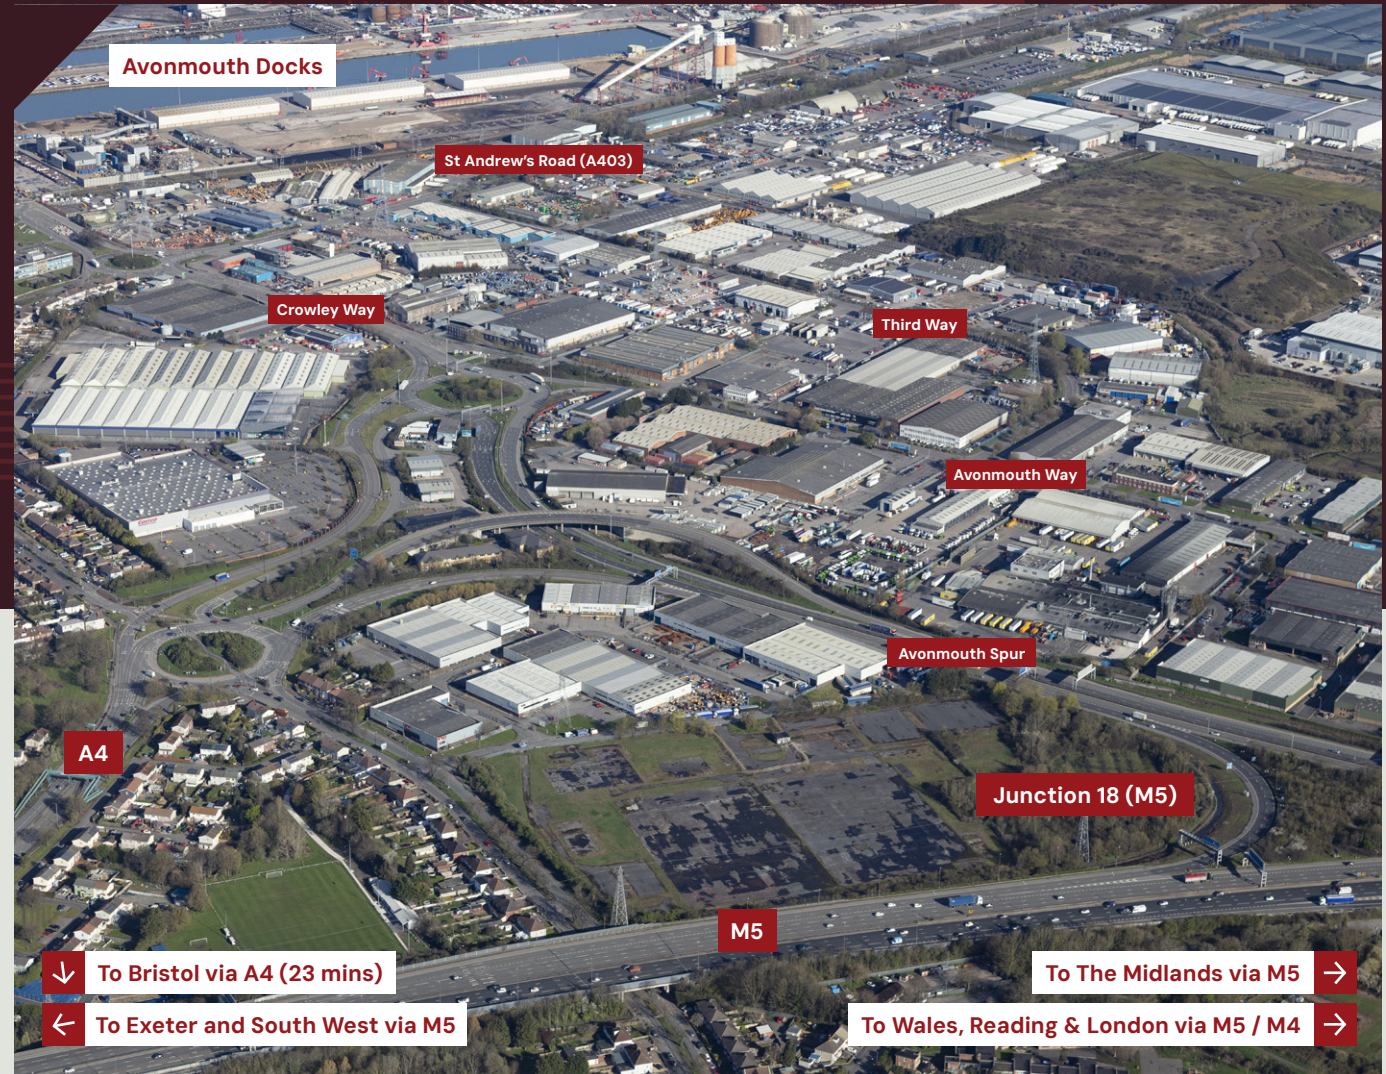 Avonmouth Docks
St Andrew's Road (A403)
Crowley Way
Third Way
Avonmouth Way
Avonmouth Spur
A4
Junction 18 (M5)
M5
To Bristol via A4 (23 mins)
To The Midlands via M5
To Exeter and South West via M5
To Wales, Reading & London via M5 / M4